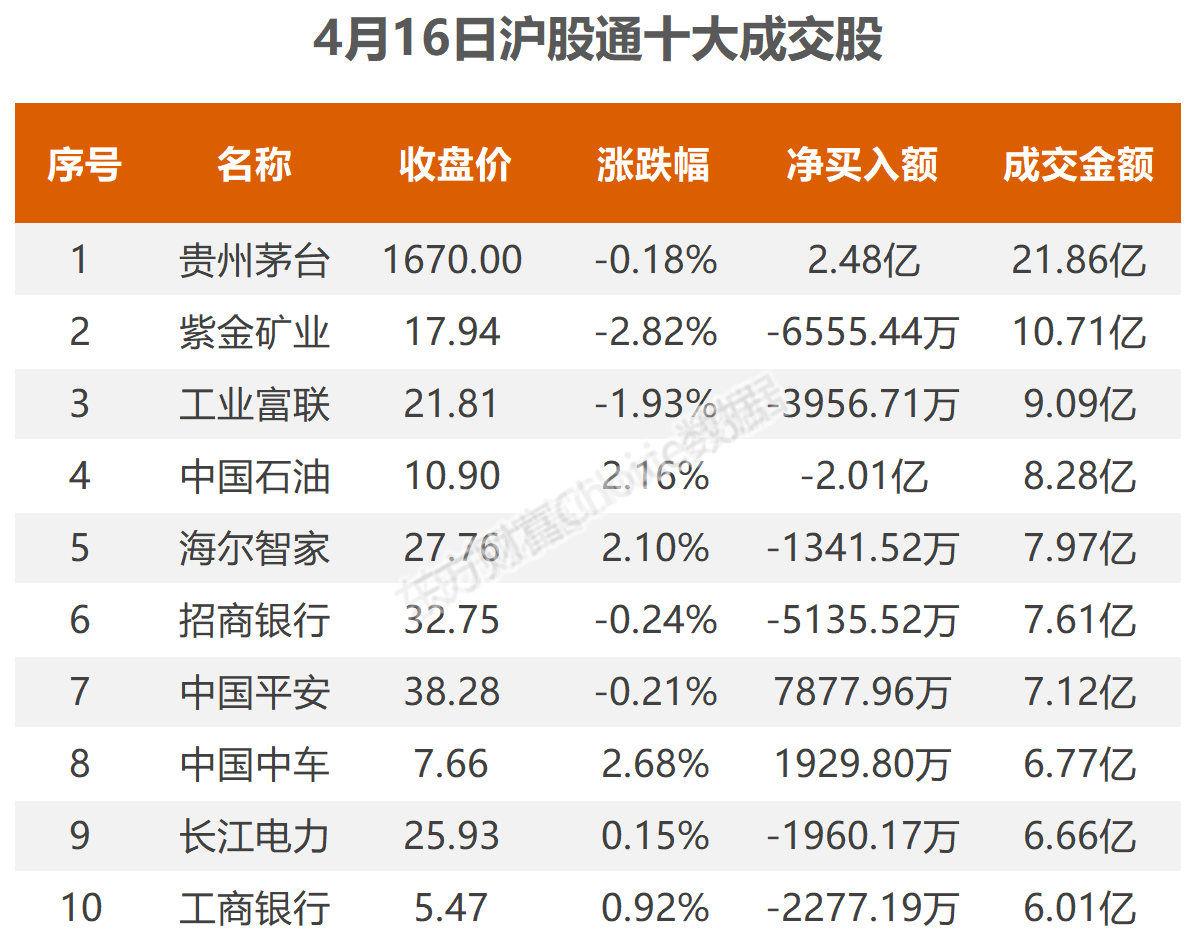 4月16日沪股通十大成交股
序号 名称 收盘价 涨跌幅 净买入额 成交金额
1 贵州茅台 1670.00 -0.18% 2.48亿 21.86亿
2 紫金矿业 17.94 -2.82% -6555.44万 10.71亿
3 工业富联 21.81 -1.93% -3956.71万 9.09亿
4 中国石油 10.90 2.16% -2.01亿 8.28亿
5 海尔智家 27.76 2.10% -1341.52万 7.97亿
6 招商银行 32.75 -0.24% -5135.52万 7.61亿
7 中国平安 38.28 -0.21% 7877.96万 7.12亿
8 中国中车 7.66 2.68% 1929.80万 6.77亿
9 长江电力 25.93 0.15% -1960.17万 6.66亿
10 工商银行 5.47 0.92% -2277.19万 6.01亿
东方财富Choice数据